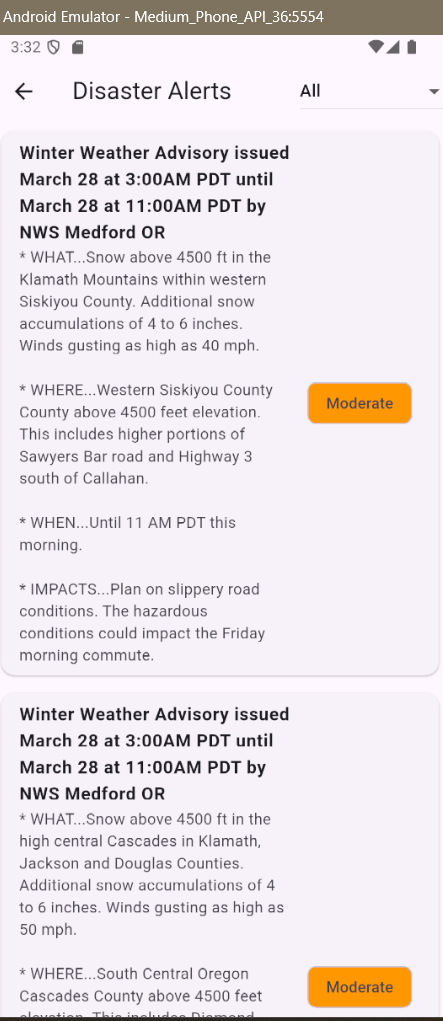 Android Emulator - Medium_Phone_API_36:5554
3:32
Disaster Alerts
All
Winter Weather Advisory issued
March 28 at 3:00AM PDT until
March 28 at 11:00AM PDT by
NWS Medford OR
* WHAT...Snow above 4500 ft in the
Klamath Mountains within western
Siskiyou County. Additional snow
accumulations of 4 to 6 inches.
Winds gusting as high as 40 mph.
* WHERE...Western Siskiyou County
County above 4500 feet elevation.
This includes higher portions of
Sawyers Bar road and Highway 3
south of Callahan.
Moderate
* WHEN...Until 11 AM PDT this
morning.
* IMPACTS...Plan on slippery road
conditions. The hazardous
conditions could impact the Friday
morning commute.
Winter Weather Advisory issued
March 28 at 3:00AM PDT until
March 28 at 11:00AM PDT by
NWS Medford OR
* WHAT...Snow above 4500 ft in the
high central Cascades in Klamath,
Jackson and Douglas Counties.
Additional snow accumulations of 4
to 6 inches. Winds gusting as high as
50 mph.
* WHERE...South Central Oregon
Cascades County above 4500 feet
elevation. This includes Diamond
Moderate